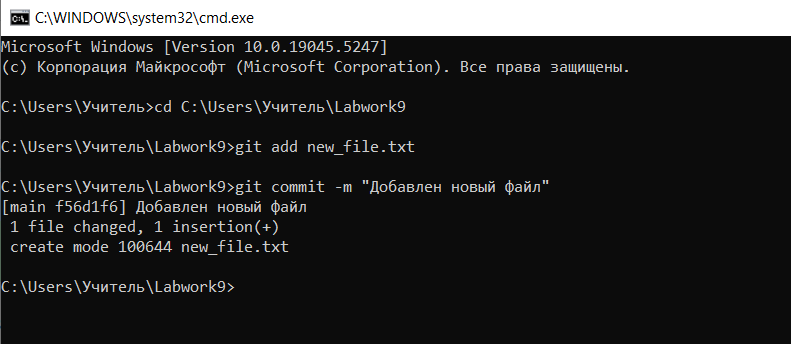 C:\WINDOWS\system32\cmd.exe
Microsoft Windows [Version 10.0.19045.5247]
(c) Корпорация Майкрософт (Microsoft Corporation). Все права защищены.
C:\Users\Учитель>cd C:\Users\Учитель\Labwork9
C:\Users\Учитель\Labwork9>git add new_file.txt
C:\Users\Учитель\Labwork9>git commit -m "Добавлен новый файл"
[main f56d1f6] Добавлен новый файл
1 file changed, 1 insertion(+)
create mode 100644 new_file.txt
C:\Users\Учитель\Labwork9>